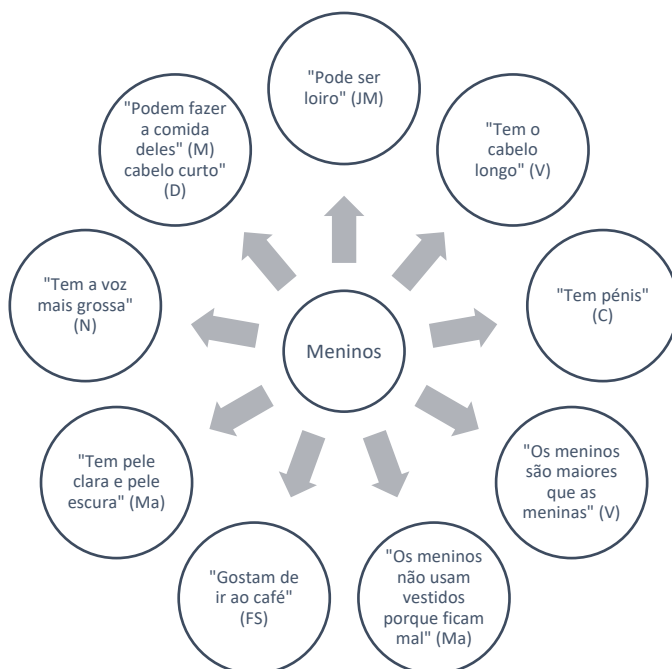 "Pode ser
loiro" (JM)
"Tem o
cabelo
longo" (V)
"Tem pénis"
(C)
"Os meninos
são maiores
que as
meninas" (V)
"Os meninos
não usam
vestidos
porque ficam
mal" (Ma)
"Gostam de
ir ao café"
(FS)
"Tem pele
clara e pele
escura" (Ma)
"Tem a voz
mais grossa"
(N)
"Podem fazer
a comida
deles" (M)
cabelo curto"
(D)
Meninos